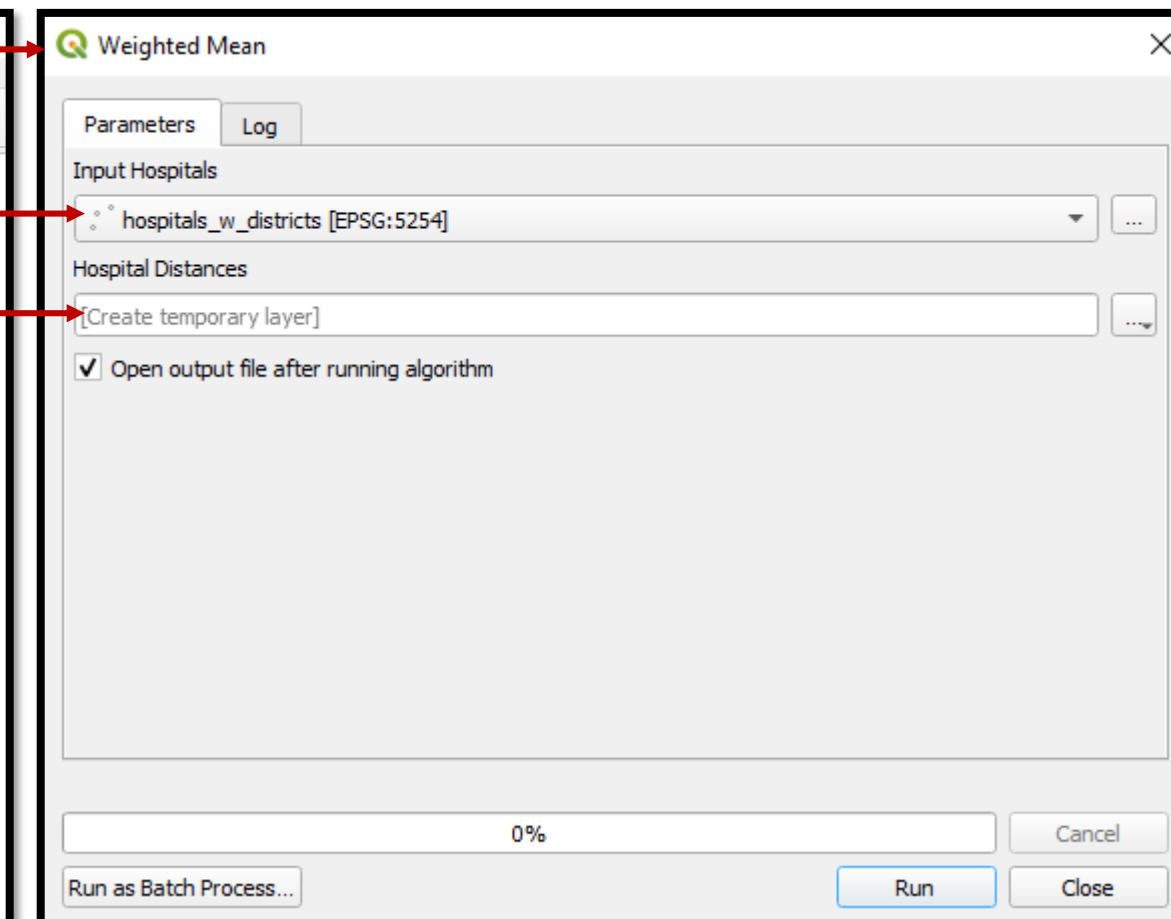 Weighted Mean
Parameters Log
Input Hospitals
hospitals_w_districts [EPSG:5254]
...
Hospital Distances
[Create temporary layer]
...
Open output file after running algorithm
0%
Cancel
Run as Batch Process...
Run
Close